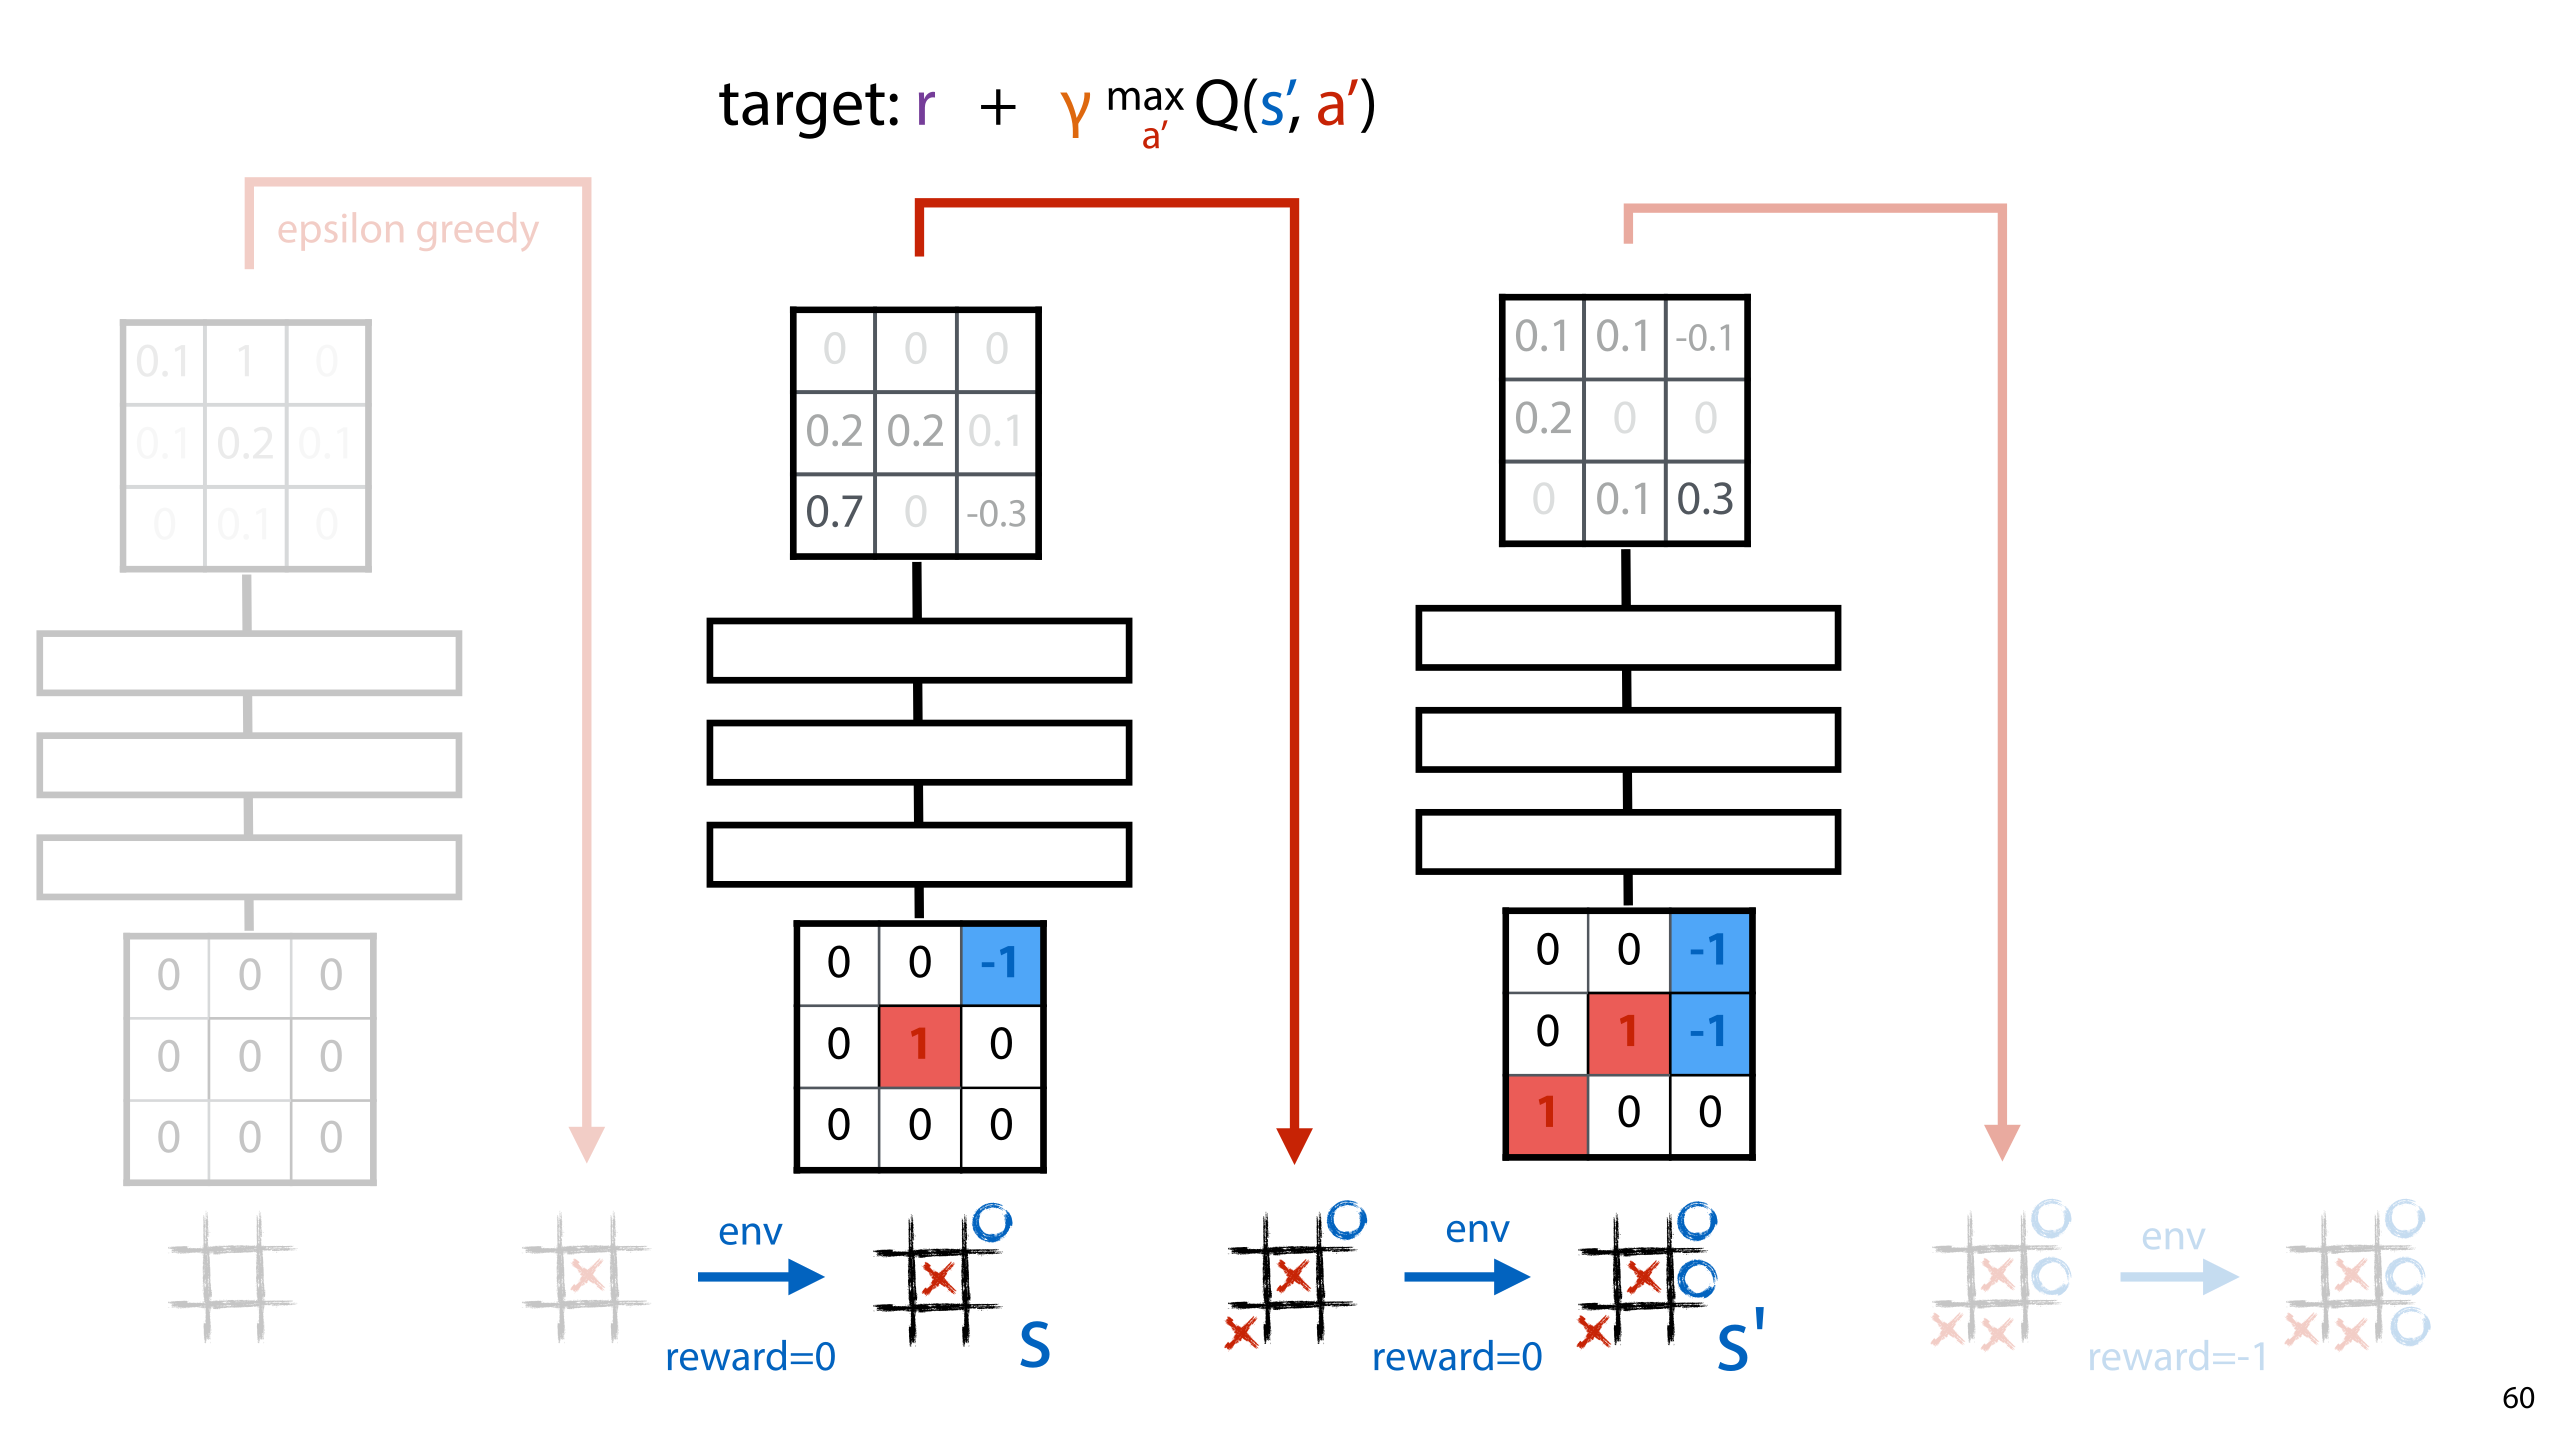 target: r + γ max Q(s′, a′)
a′
epsilon greedy
0.1 1 0
0.1 0.2 0.1
0 0.1 0
0 0 0
0.2 0.2 0.1
0.7 0 -0.3
0.1 0.1 -0.1
0.2 0 0
0 0.1 0.3
0 0 0
0 0 0
0 0 0
0 0 -1
0 1 0
0 0 0
0 0 -1
0 1 -1
1 0 0
env
reward=0
s
env
reward=0
s'
env
reward=-1
60